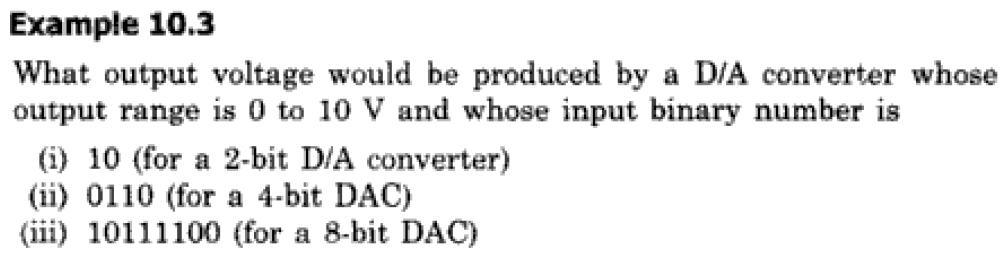 Example 10.3
What output voltage would be produced by a D/A converter whose
output range is 0 to 10 V and whose input binary number is
(i) 10 (for a 2-bit D/A converter)
(ii) 0110 (for a 4-bit DAC)
(iii) 10111100 (for a 8-bit DAC)